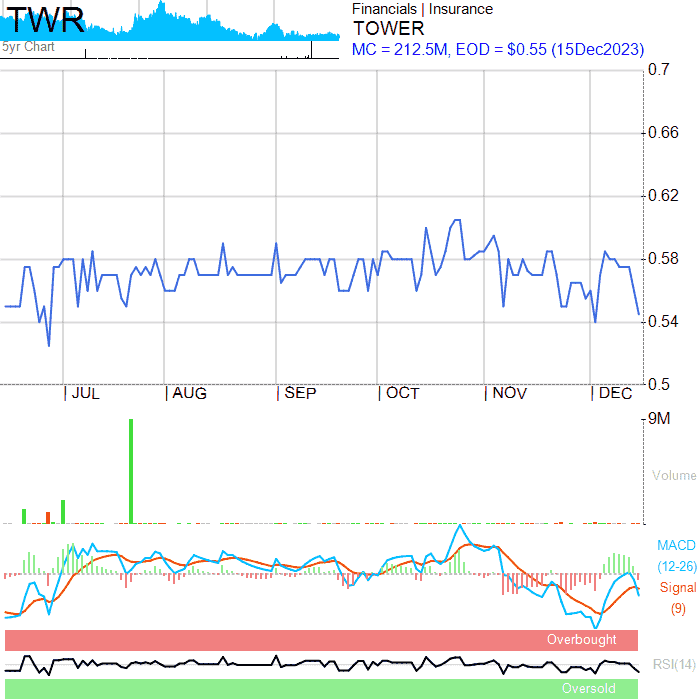 TWR
5yr Chart
Financials | Insurance
TOWER
MC = 212.5M, EOD = $0.55 (15Dec2023)
0.7
0.66
0.62
0.58
0.54
0.5
| JUL | AUG | SEP | OCT | NOV | DEC
9M
Volume
MACD
(12-26)
Signal
(9)
Overbought
RSI(14)
Oversold